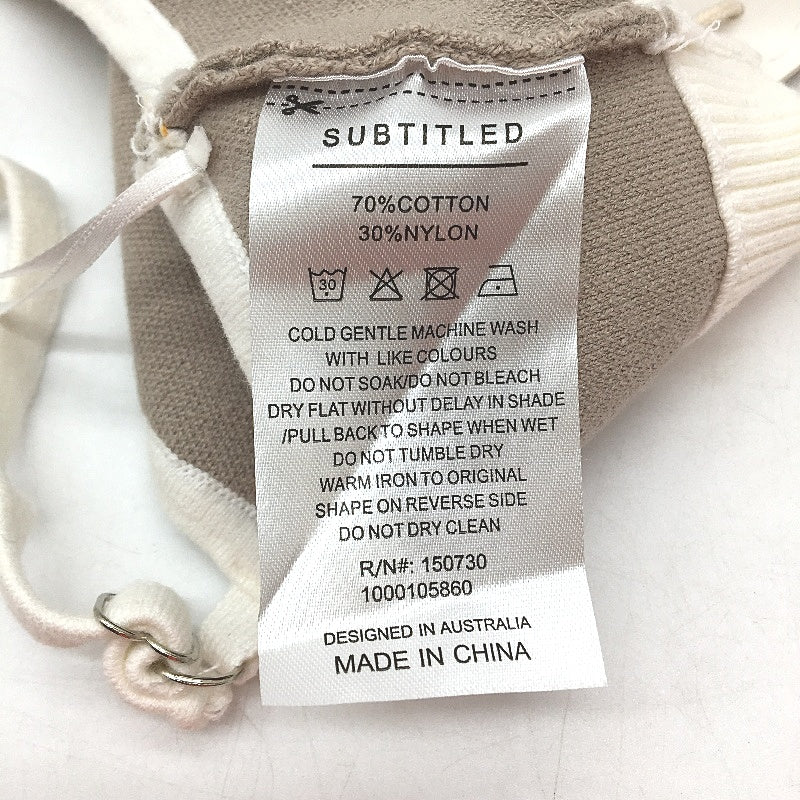 SUBTITLED
70%COTTON
30%NYLON
30
COLD GENTLE MACHINE WASH
WITH LIKE COLOURS
DO NOT SOAK/DO NOT BLEACH
DRY FLAT WITHOUT DELAY IN SHADE
/PULL BACK TO SHAPE WHEN WET
DO NOT TUMBLE DRY
WARM IRON TO ORIGINAL
SHAPE ON REVERSE SIDE
DO NOT DRY CLEAN
R/N#: 150730
1000105860
DESIGNED IN AUSTRALIA
MADE IN CHINA